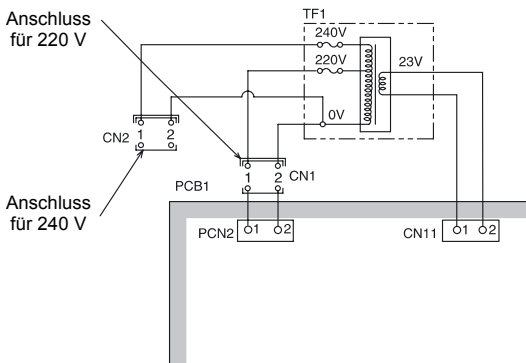 Anschluss
für 220 V
TF1
240V
220V
23V
0V
CN2
1 2
Anschluss
für 240 V
PCB1
1 2
CN1
PCN2
1 2
CN11
1 2